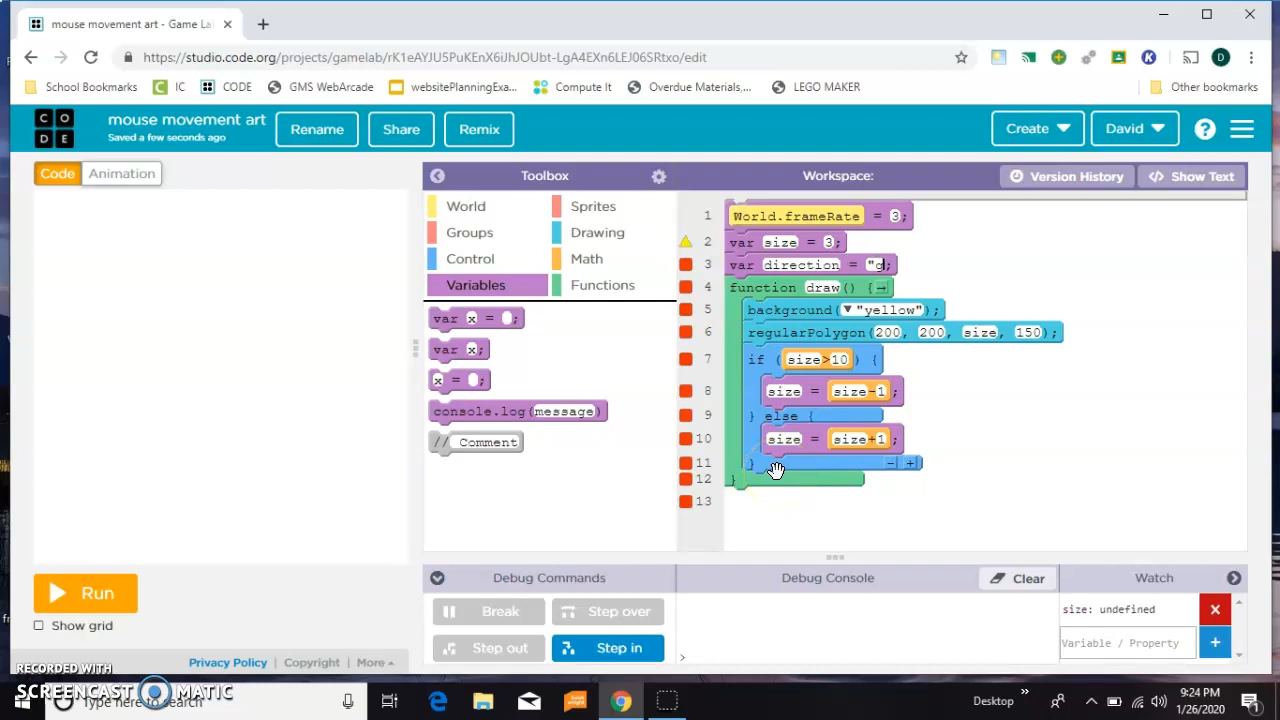 mouse movement art - Game La
https://studio.code.org/projects/gamelab/rK1eAYJU5PuKEnX6iJhJOUbt-LgA4EXn6LEJ06SRtxo/edit
School Bookmarks IC CODE GMS WebArcade websitePlanningExa... Compute It Overdue Materials,... LEGO MAKER Other bookmarks
CODE
mouse movement art
Saved a few seconds ago
Rename Share Remix Create David ?
Code Animation
Toolbox
Workspace: Version History </> Show Text
World Sprites
Groups Drawing
Control Math
Variables Functions
var x = ;
var x;
x = ;
console.log(message)
// Comment
1 World.frameRate = 3;
2 var size = 3;
3 var direction = "g;
4 function draw() {
5 background("yellow");
6 regularPolygon(200, 200, size, 150);
7 if (size>10) {
8 size = size-1;
9 } else {
10 size = size+1;
11 } - +
12 }
13
Run
Show grid
Debug Commands Debug Console Clear Watch
Break Step over
Step out Step in
size: undefined X
Variable / Property +
>
Privacy Policy Copyright More
RECORDED WITH
SCREENCAST MATIC
Type here to search
Desktop
9:24 PM
1/26/2020